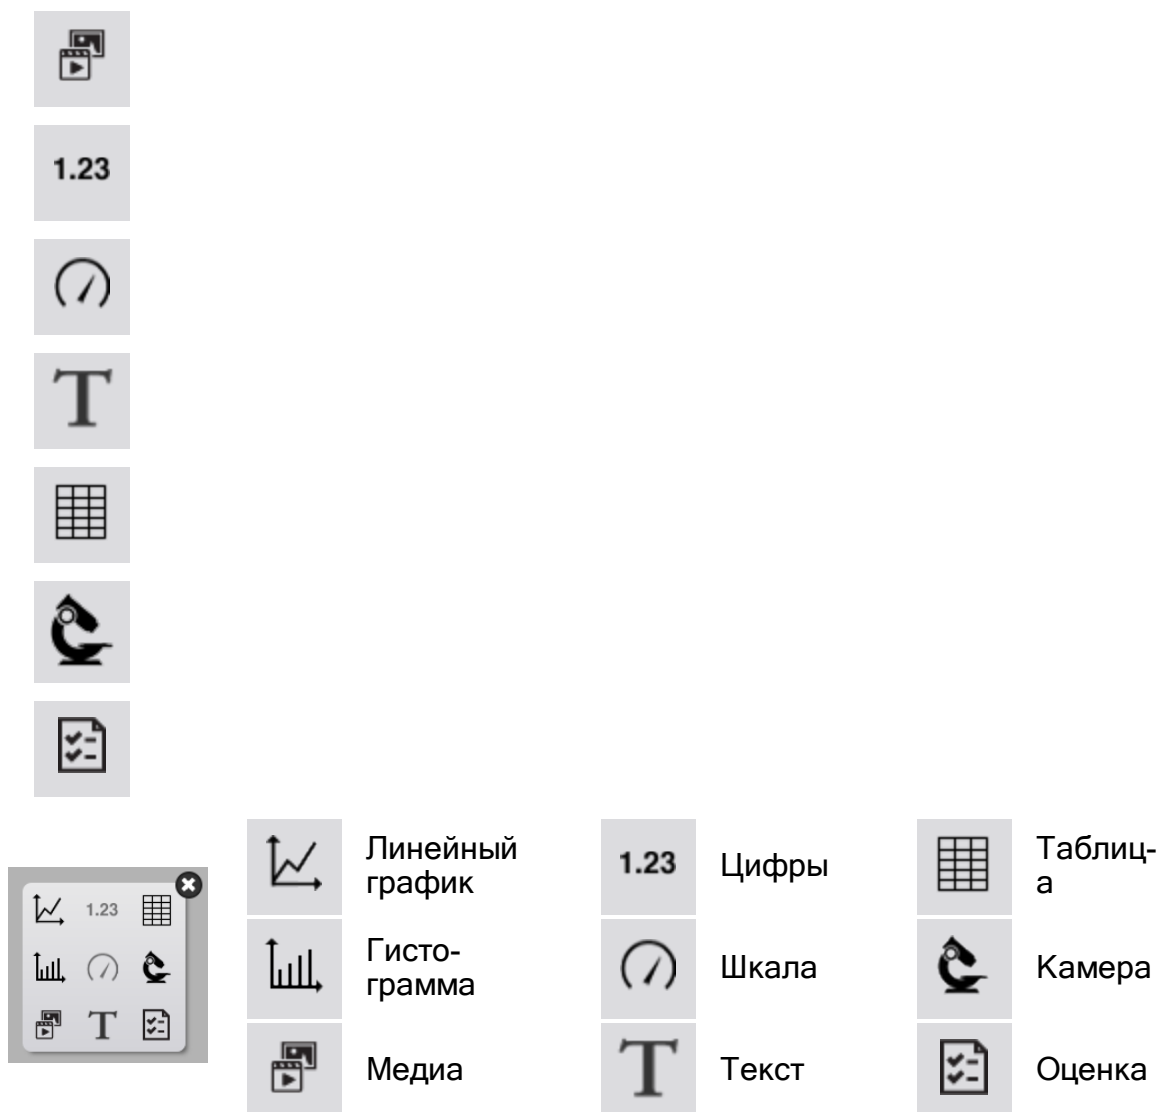 1.23
T
Линейный
график
1.23
Цифры
Таблиц-
а
1.23
Гисто-
грамма
Шкала
Камера
T
Медиа
T
Текст
Оценка